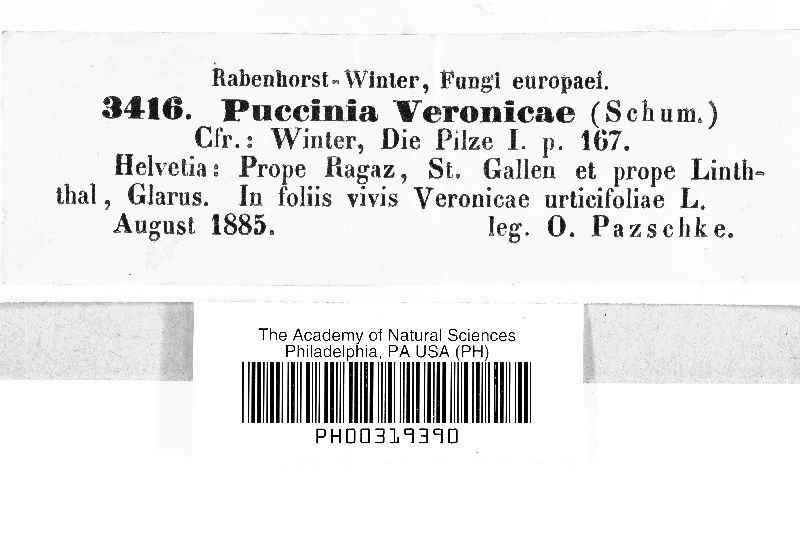 Rabenhorst-Winter, Fungi europaei.
3416. Puccinia Veronicae (Schum.)
Cfr.: Winter, Die Pilze I. p. 167.
Helvetia: Prope Ragaz, St. Gallen et prope Linth-
thal, Glarus. In foliis vivis Veronicae urticifoliae L.
August 1885. leg. O. Pazschke.
The Academy of Natural Sciences
Philadelphia, PA USA (PH)
PH00319390